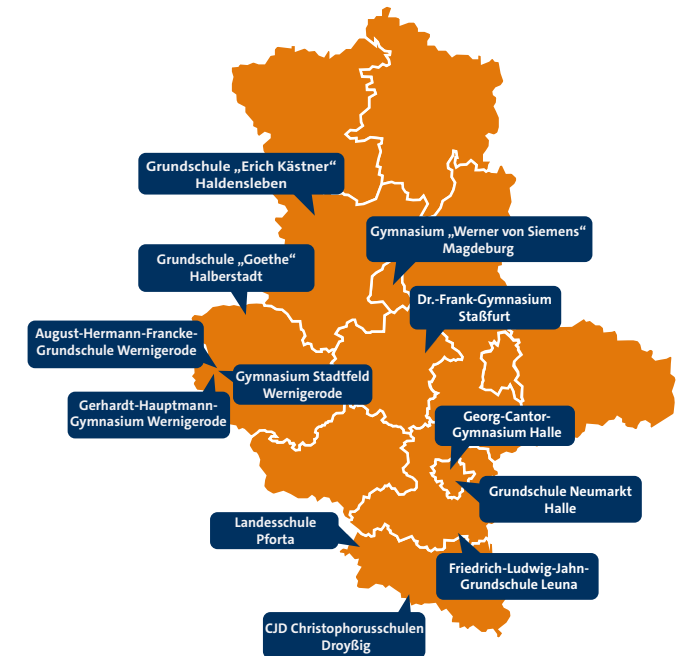 Grundschule „Erich Kästner“
Haldensleben
Gymnasium „Werner von Siemens“
Magdeburg
Grundschule „Goethe“
Halberstadt
Dr.-Frank-Gymnasium
Staßfurt
August-Hermann-Francke-
Grundschule Wernigerode
Gymnasium Stadtfeld
Wernigerode
Gerhardt-Hauptmann-
Gymnasium Wernigerode
Georg-Cantor-
Gymnasium Halle
Grundschule Neumarkt
Halle
Landesschule
Pforta
Friedrich-Ludwig-Jahn-
Grundschule Leuna
CJD Christophorusschulen
Droyßig